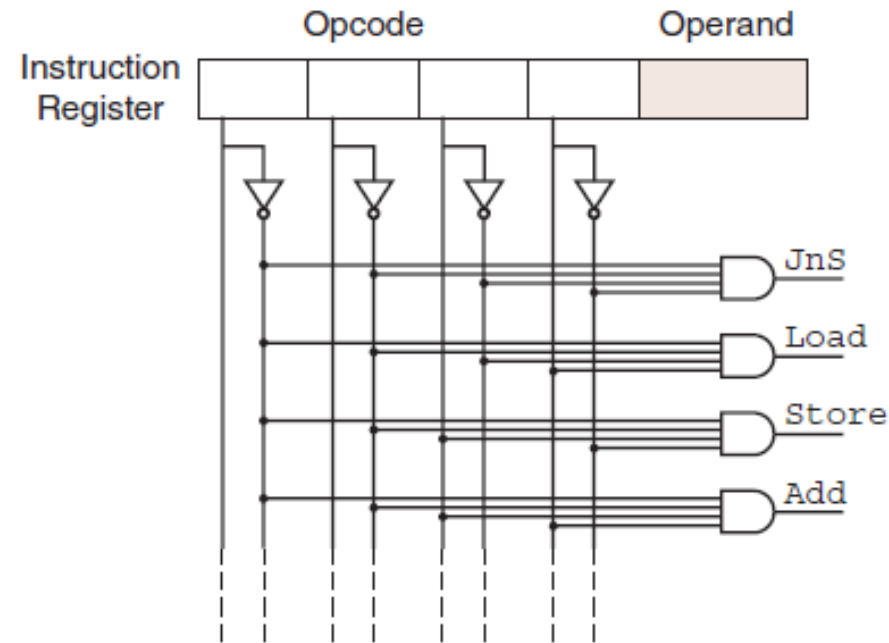 Opcode
Operand
Instruction
Register
JnS
Load
Store
Add